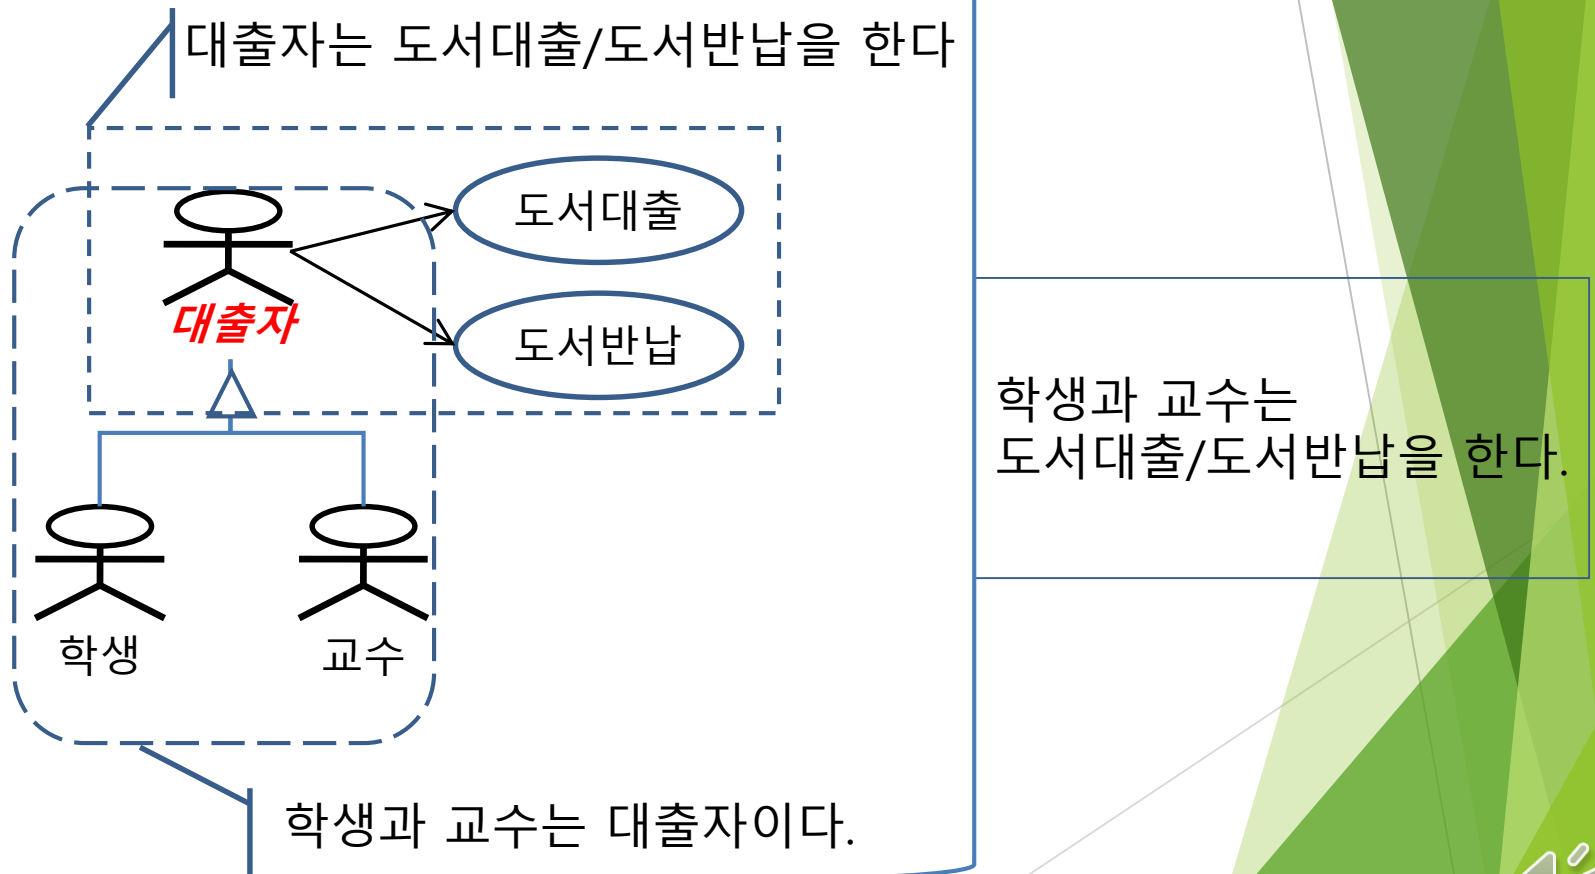 대출자는 도서대출/도서반납을 한다
도서대출
대출자
도서반납
학생과 교수는
도서대출/도서반납을 한다.
학생
교수
학생과 교수는 대출자이다.